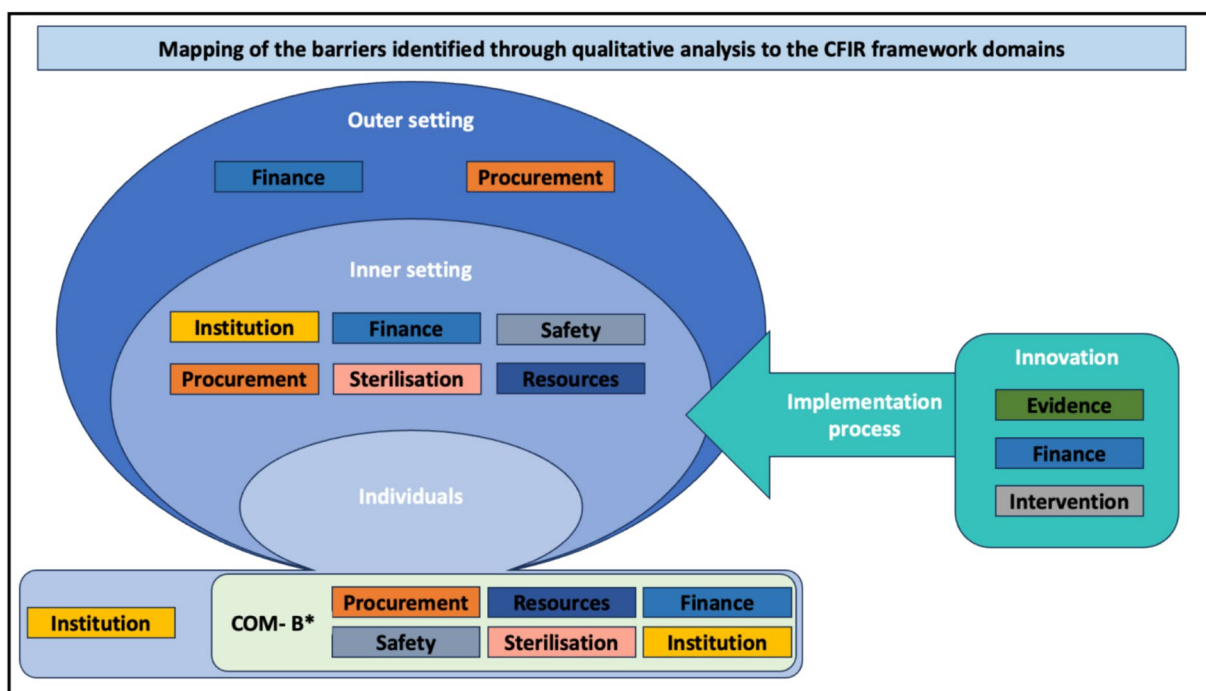 Mapping of the barriers identified through qualitative analysis to the CFIR framework domains
Outer setting
Finance
Procurement
Inner setting
Institution
Finance
Safety
Procurement
Sterilisation
Resources
Individuals
Implementation
process
Innovation
Evidence
Finance
Intervention
Institution
COM- B*
Procurement
Resources
Finance
Safety
Sterilisation
Institution